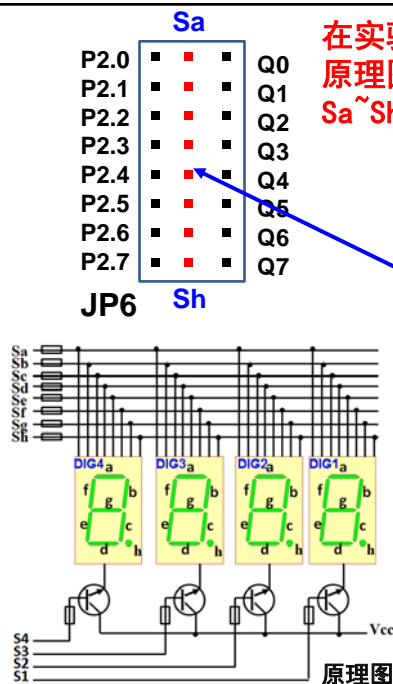 Sa
在实
原理图
Sa~Sh
P2.0 Q0
P2.1 Q1
P2.2 Q2
P2.3 Q3
P2.4 Q4
P2.5 Q5
P2.6 Q6
P2.7 Q7
JP6 Sh
Sa
Sb
Sc
Sd
Se
Sf
Sg
Sh
DIG4 a DIG3 a DIG2 a DIG1 a
f b f b f b f b
g g g g
e c e c e c e c
d h d h d h d h
Vcc
S4
S3
S2
S1
原理图